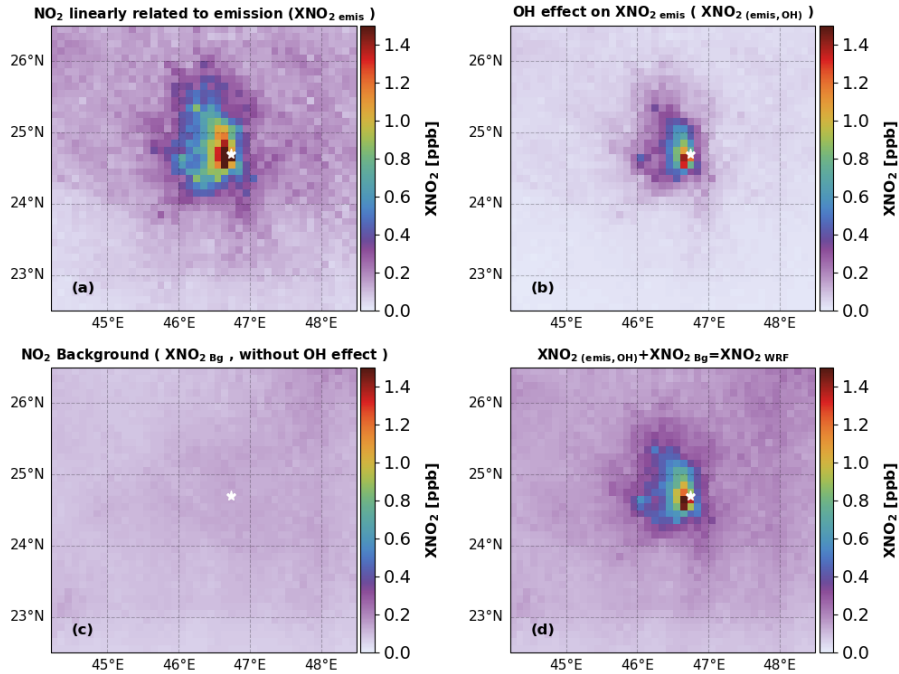 NO₂ linearly related to emission (XNO₂ emis )
OH effect on XNO₂ emis ( XNO₂ (emis, OH) )
26°N
25°N
24°N
23°N
(a)
45°E 46°E 47°E 48°E
1.4
1.2
1.0
0.8
0.6
0.4
0.2
0.0
XNO₂ [ppb]
26°N
25°N
24°N
23°N
(b)
45°E 46°E 47°E 48°E
1.4
1.2
1.0
0.8
0.6
0.4
0.2
0.0
XNO₂ [ppb]
NO₂ Background ( XNO₂ Bg , without OH effect )
XNO₂ (emis, OH)+XNO₂ Bg=XNO₂ WRF
26°N
25°N
24°N
23°N
(c)
45°E 46°E 47°E 48°E
1.4
1.2
1.0
0.8
0.6
0.4
0.2
0.0
XNO₂ [ppb]
26°N
25°N
24°N
23°N
(d)
45°E 46°E 47°E 48°E
1.4
1.2
1.0
0.8
0.6
0.4
0.2
0.0
XNO₂ [ppb]